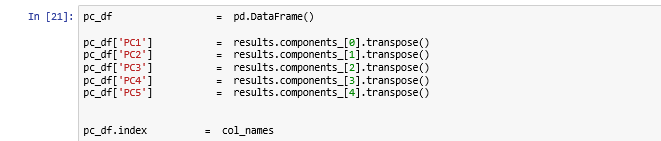 In [21]: pc_df = pd.DataFrame()
pc_df['PC1'] = results.components_[0].transpose()
pc_df['PC2'] = results.components_[1].transpose()
pc_df['PC3'] = results.components_[2].transpose()
pc_df['PC4'] = results.components_[3].transpose()
pc_df['PC5'] = results.components_[4].transpose()
pc_df.index = col_names